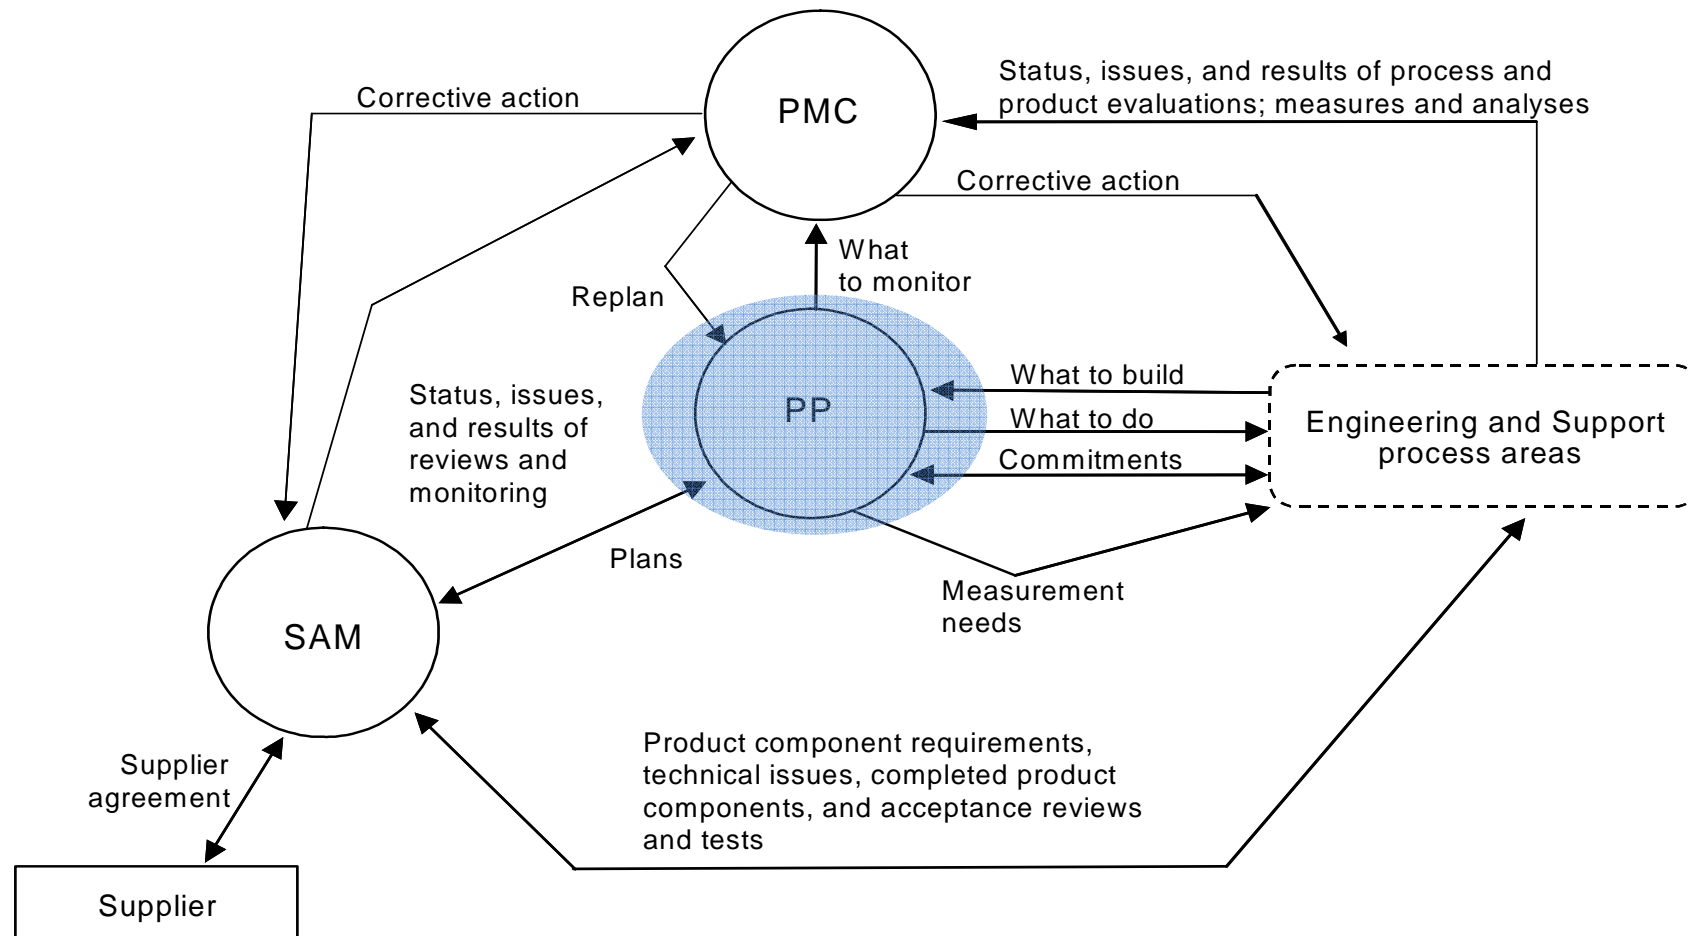 Status, issues, and results of process and
product evaluations; measures and analyses
Corrective action
PMC
Corrective action
What
to monitor
Replan
What to build
Status, issues,
and results of
reviews and
monitoring
PP
What to do
Engineering and Support
process areas
Commitments
Plans
Measurement
needs
SAM
Product component requirements,
technical issues, completed product
components, and acceptance reviews
and tests
Supplier
agreement
Supplier